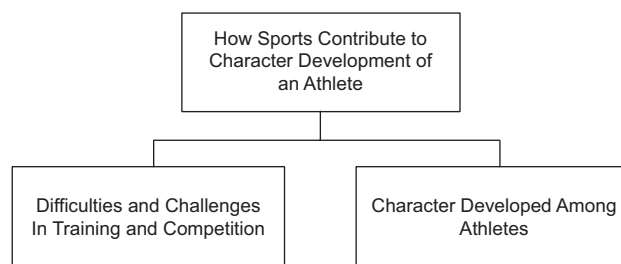 How Sports Contribute to
Character Development of
an Athlete
Difficulties and Challenges
In Training and Competition
Character Developed Among
Athletes